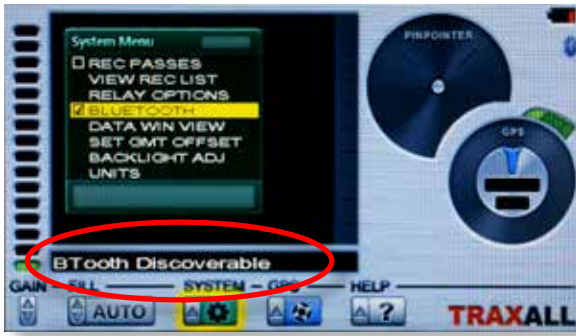 System Menu
REC PASSES
VIEW REC LIST
RELAY OPTIONS
BLUETOOTH
DATA WIN VIEW
SET GMT OFFSET
BACKLIGHT ADJ
UNITS
PINPOINTER
GPS
BTooth Discoverable
GAIN FILL SYSTEM GPS HELP
AUTO ?
TRAXALL